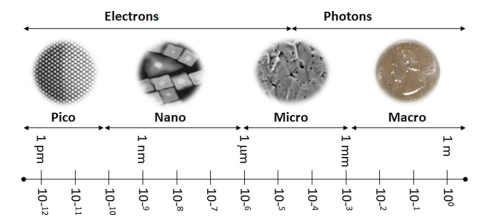 Electrons Photons
Pico Nano Micro Macro
1 pm 1 nm 1 μm 1 mm 1 m
10⁻¹² 10⁻¹¹ 10⁻¹⁰ 10⁻⁹ 10⁻⁸ 10⁻⁷ 10⁻⁶ 10⁻⁵ 10⁻⁴ 10⁻³ 10⁻² 10⁻¹ 10⁰